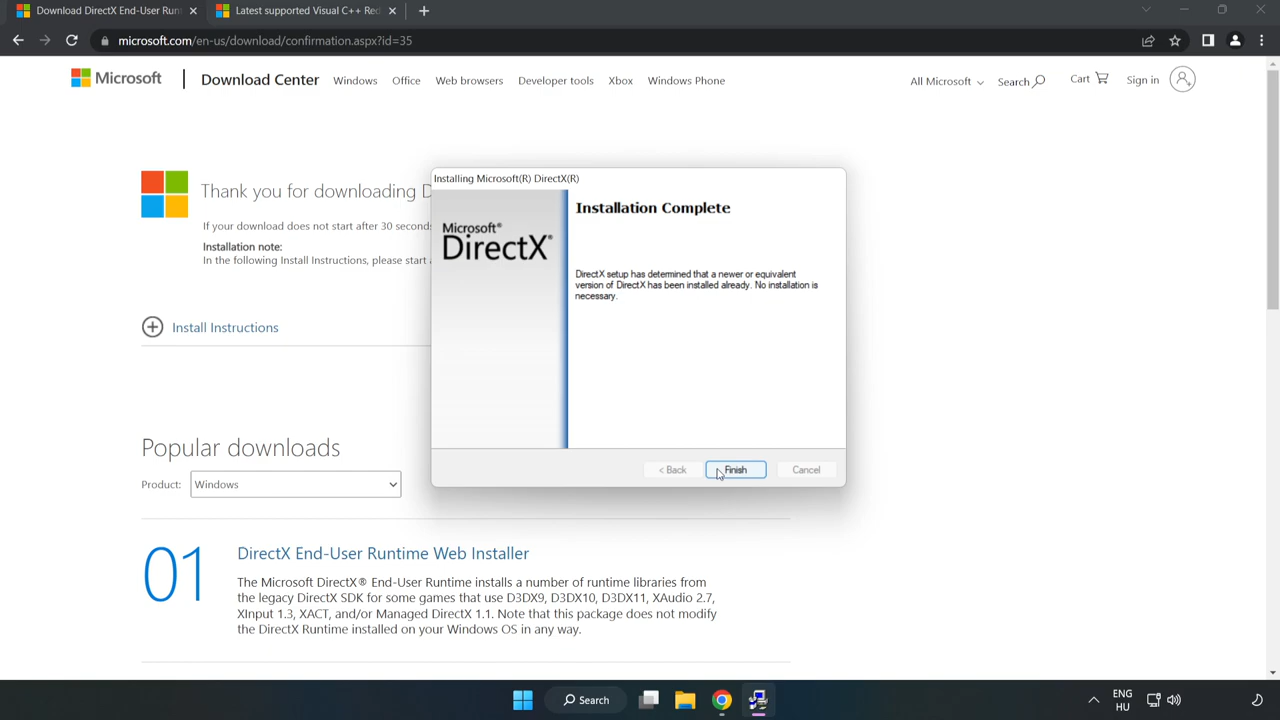 Download DirectX End-User Run
Latest supported Visual C++ Red
microsoft.com/en-us/download/confirmation.aspx?id=35
Microsoft
Download Center
Windows
Office
Web browsers
Developer tools
Xbox
Windows Phone
All Microsoft
Search
Cart
Sign in
Thank you for downloading D
If your download does not start after 30 seconds
Installation note:
In the following Install Instructions, please start
Install Instructions
Installing Microsoft(R) DirectX(R)
Microsoft®
DirectX®
Installation Complete
DirectX setup has determined that a newer or equivalent
version of DirectX has been installed already. No installation is
necessary.
< Back
Finish
Cancel
Popular downloads
Product:
Windows
01
DirectX End-User Runtime Web Installer
The Microsoft DirectX® End-User Runtime installs a number of runtime libraries from
the legacy DirectX SDK for some games that use D3DX9, D3DX10, D3DX11, XAudio 2.7,
XInput 1.3, XACT, and/or Managed DirectX 1.1. Note that this package does not modify
the DirectX Runtime installed on your Windows OS in any way.
Search
ENG
HU